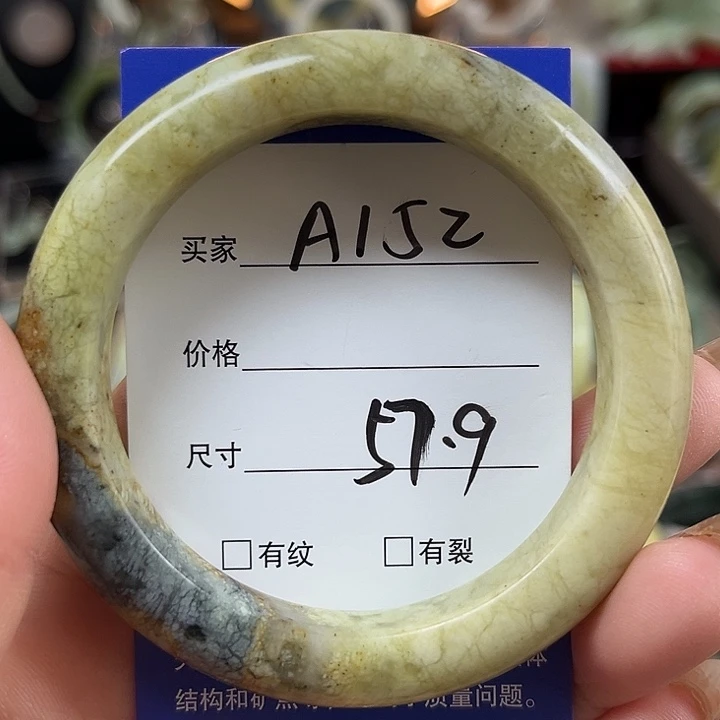 买家 A152
价格
尺寸 57.9
□有纹 □有裂
结构和矿
质量问题。